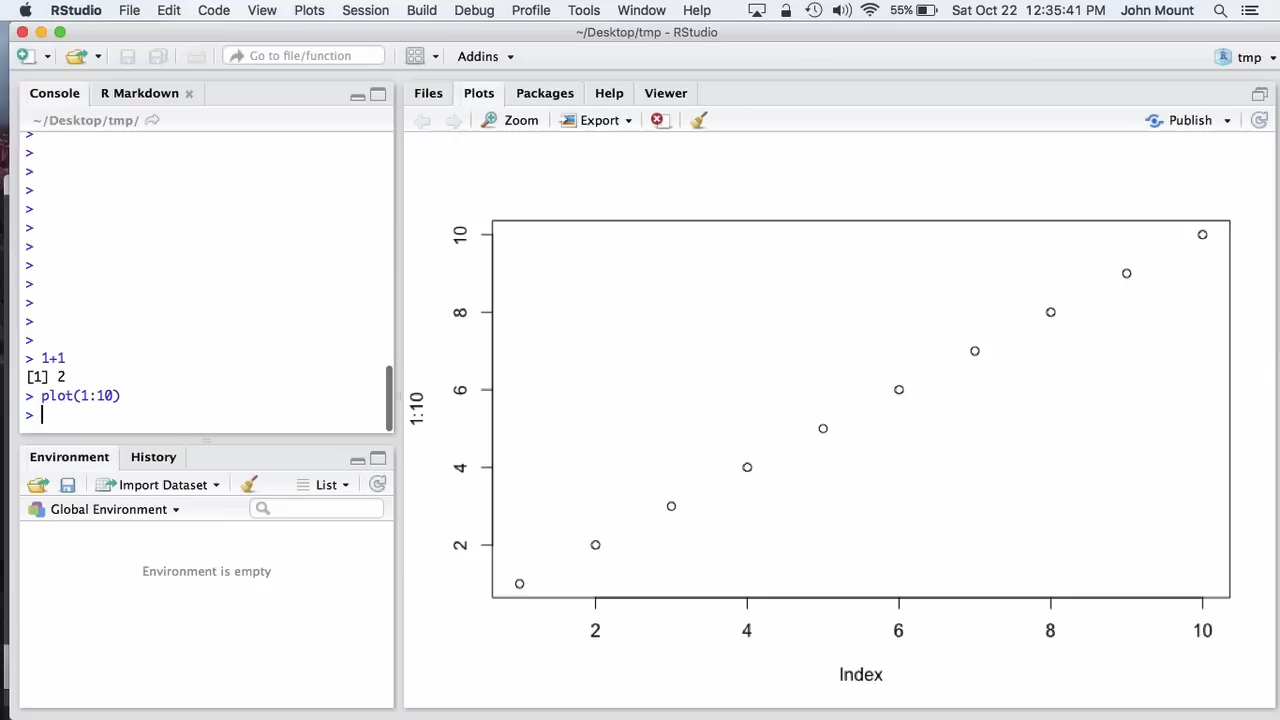 RStudio File Edit Code View Plots Session Build Debug Profile Tools Window Help 55% Sat Oct 22 12:35:41 PM John Mount
~/Desktop/tmp - RStudio
Go to file/function Addins tmp
Console R Markdown
~/Desktop/tmp/
>
>
>
>
>
>
>
>
>
>
>
>
> 1+1
[1] 2
> plot(1:10)
>
Environment History
Import Dataset List
Global Environment
Environment is empty
Files Plots Packages Help Viewer
Zoom Export Publish
10
8
6
4
2
1:10
2 4 6 8 10
Index